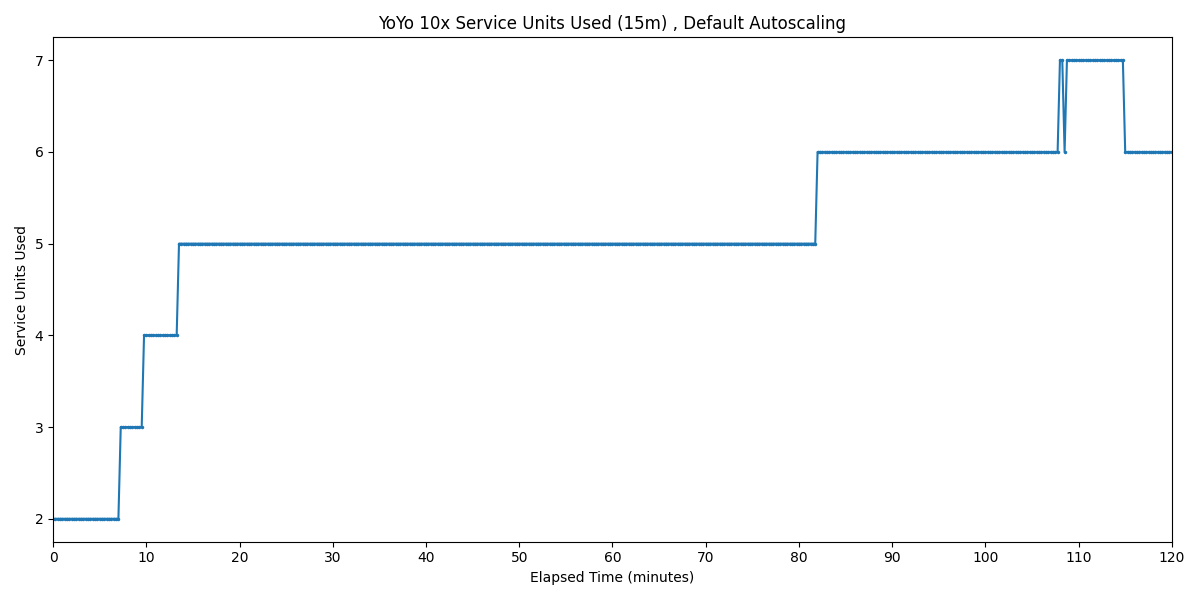 YoYo 10x Service Units Used (15m) , Default Autoscaling
7
6
5
4
3
2
Service Units Used
0 10 20 30 40 50 60 70 80 90 100 110 120
Elapsed Time (minutes)